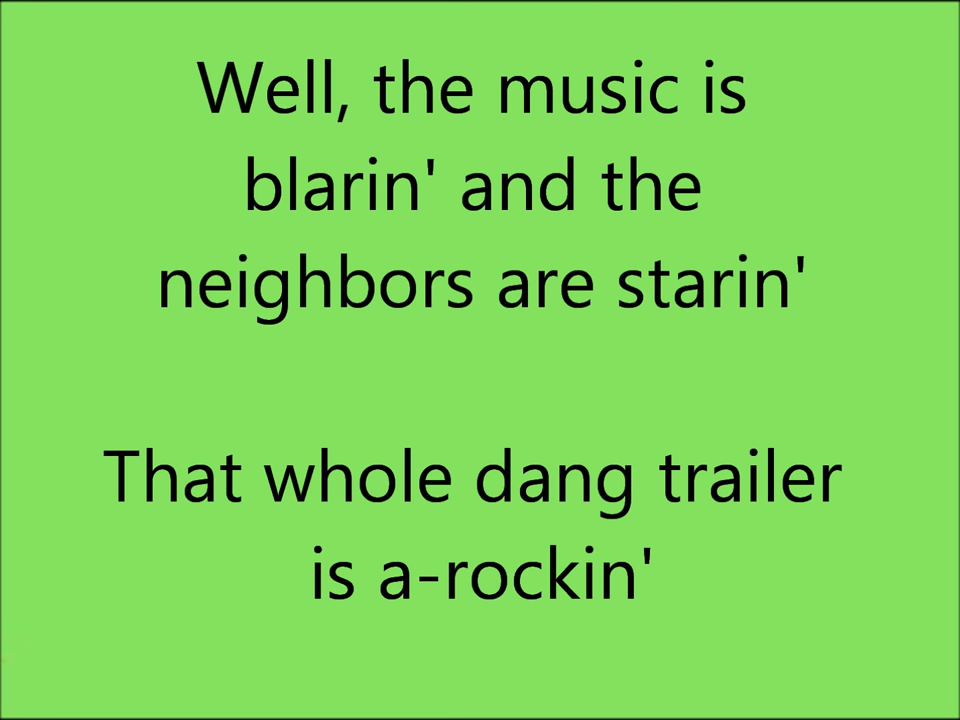 Well, the music is
blarin' and the
neighbors are starin'
That whole dang trailer
is a-rockin'